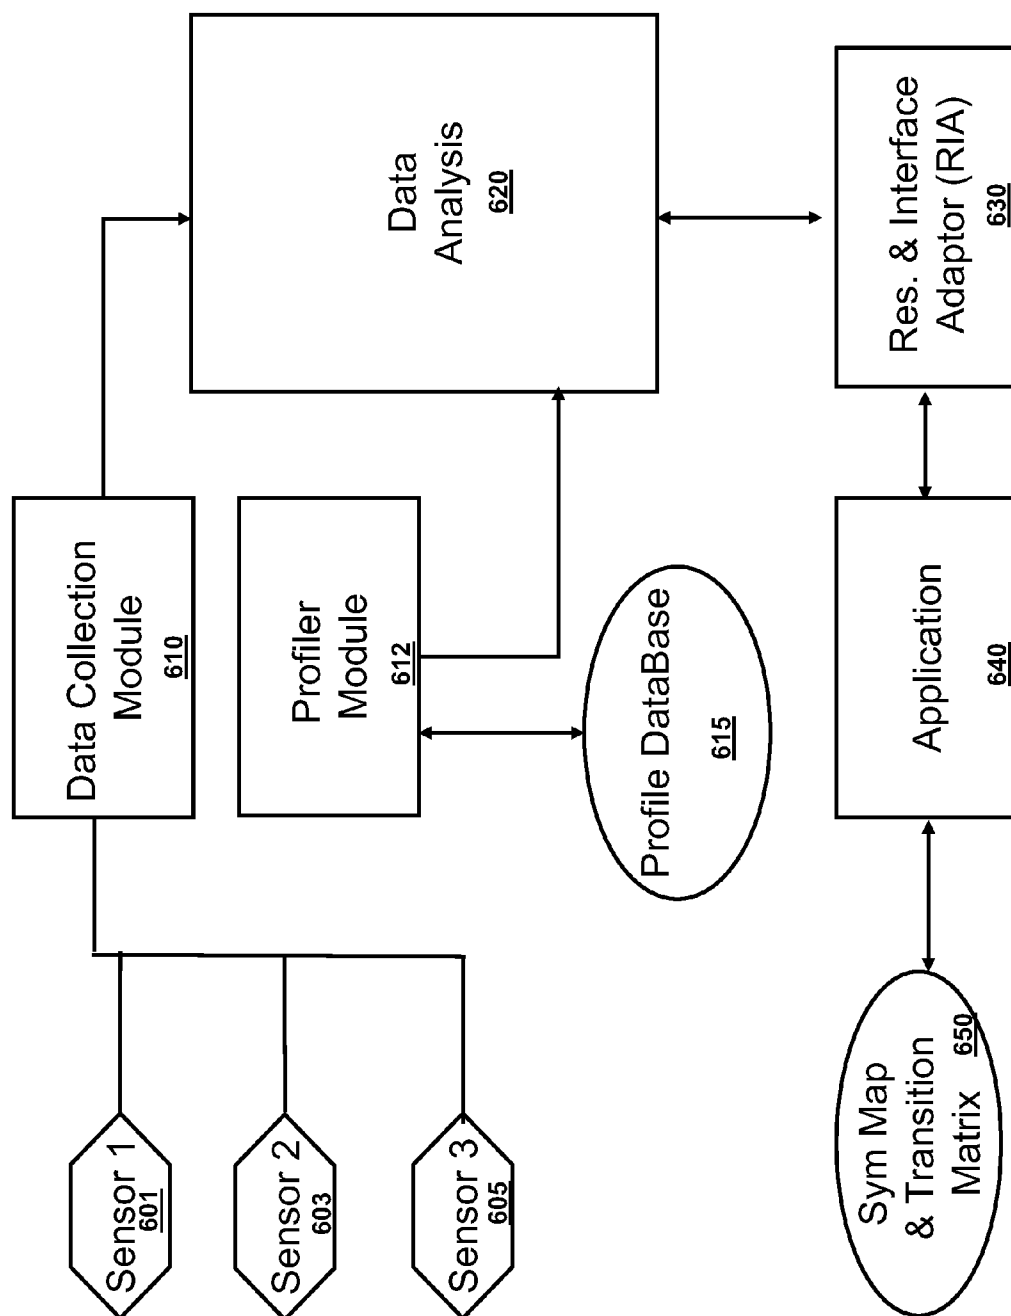 Sensor 1
601
Sensor 2
603
Sensor 3
605
Data Collection
Module
610
Profiler
Module
612
Profile DataBase
615
Data
Analysis
620
Res. & Interface
Adaptor (RIA)
630
Application
640
Sym Map
& Transition
Matrix
650